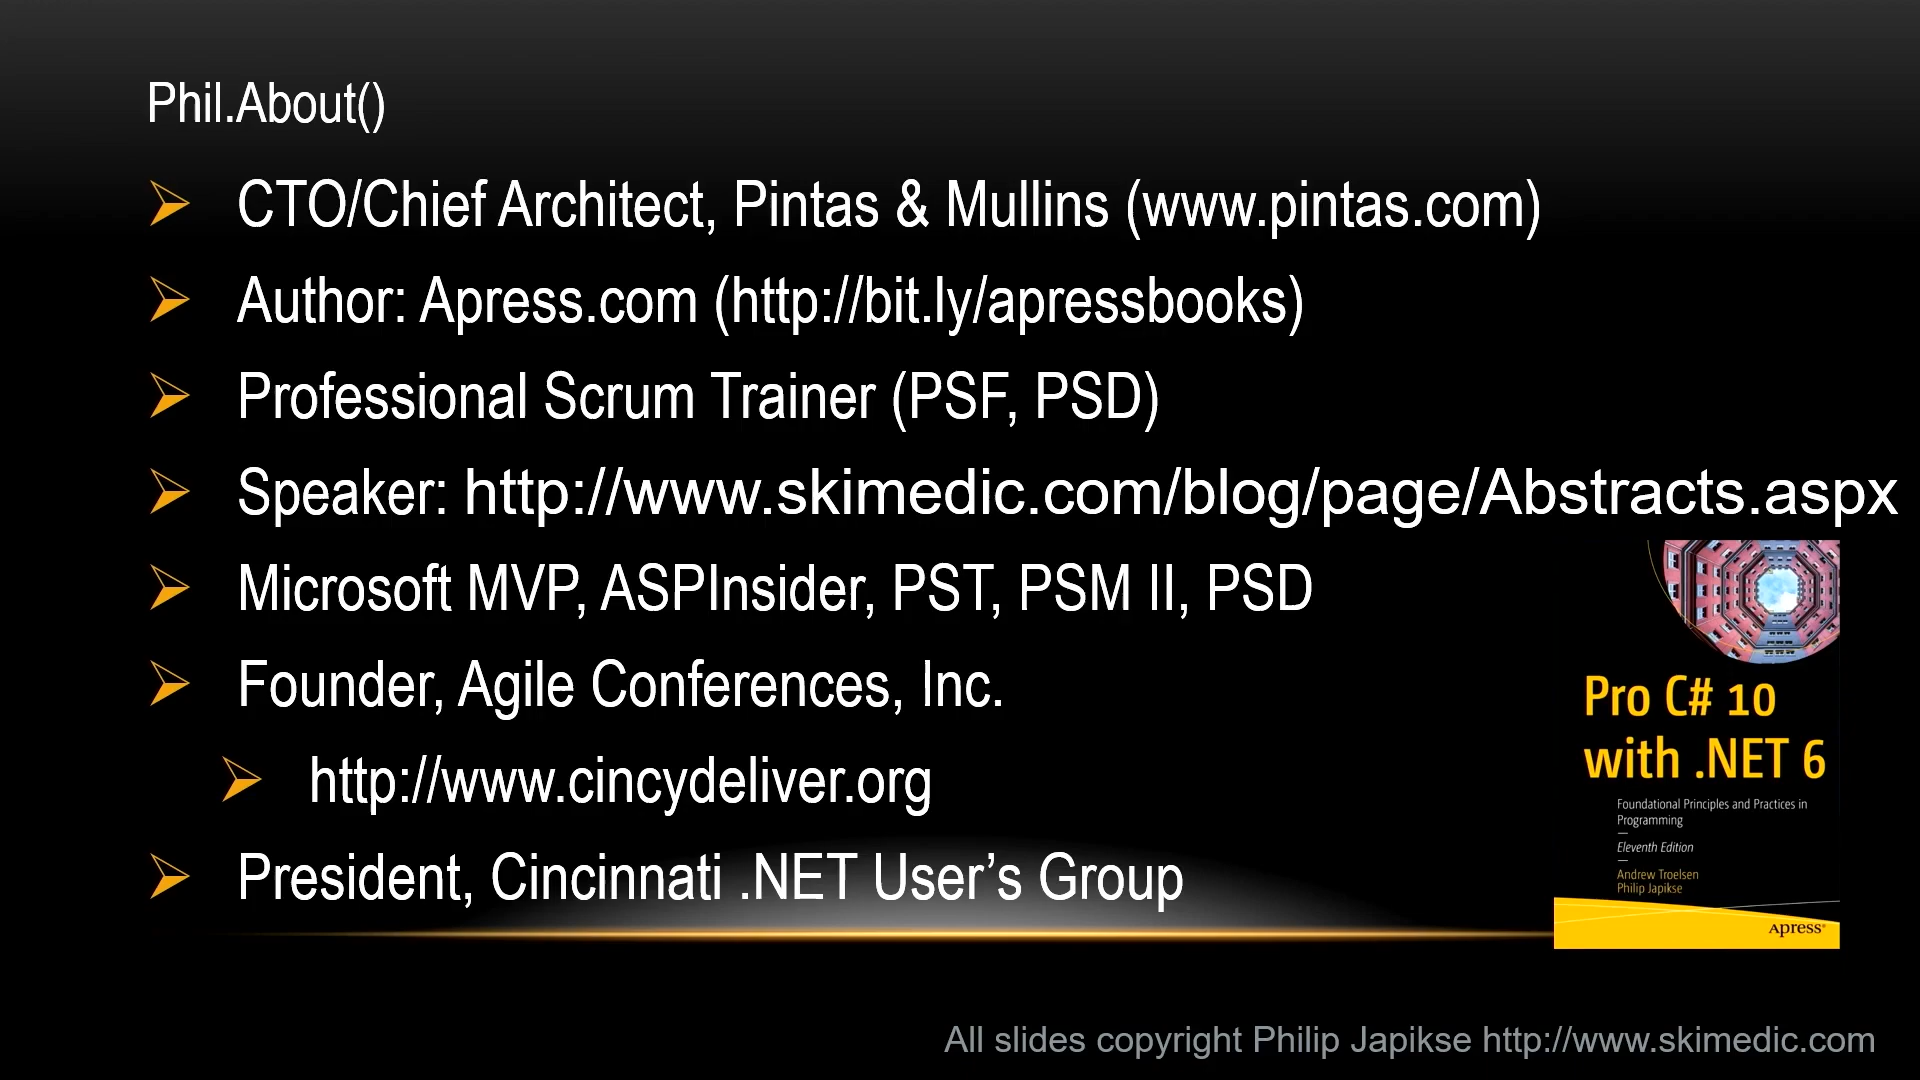 Phil.About()
CTO/Chief Architect, Pintas & Mullins (www.pintas.com)
Author: Apress.com (http://bit.ly/apressbooks)
Professional Scrum Trainer (PSF, PSD)
Speaker: http://www.skimedic.com/blog/page/Abstracts.aspx
Microsoft MVP, ASPInsider, PST, PSM II, PSD
Founder, Agile Conferences, Inc.
http://www.cincydeliver.org
President, Cincinnati .NET User’s Group
Pro C# 10
with .NET 6
Foundational Principles and Practices in
Programming
—
Eleventh Edition
—
Andrew Troelsen
Philip Japikse
Apress®
All slides copyright Philip Japikse http://www.skimedic.com